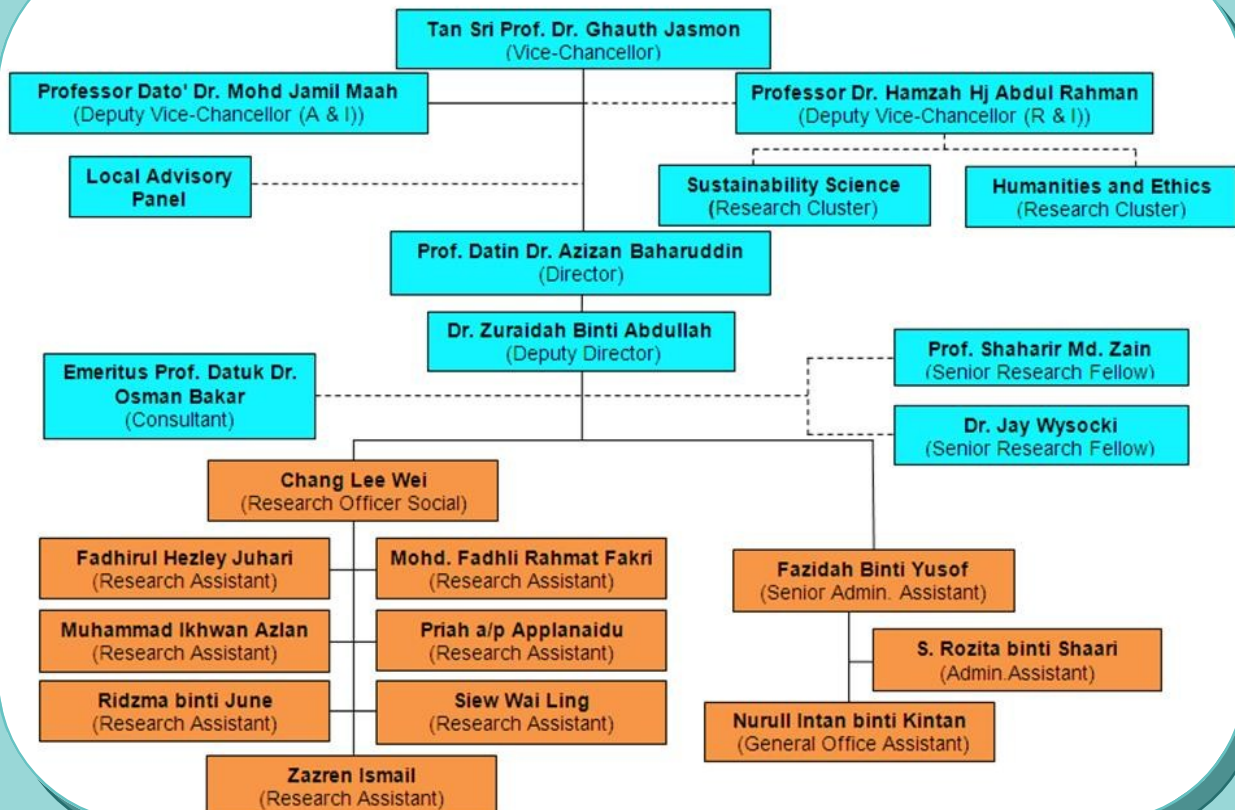 Tan Sri Prof. Dr. Ghauth Jasmon
(Vice-Chancellor)
Professor Dato' Dr. Mohd Jamil Maah
(Deputy Vice-Chancellor (A & I))
Professor Dr. Hamzah Hj Abdul Rahman
(Deputy Vice-Chancellor (R & I))
Local Advisory
Panel
Sustainability Science
(Research Cluster)
Humanities and Ethics
(Research Cluster)
Prof. Datin Dr. Azizan Baharuddin
(Director)
Dr. Zuraidah Binti Abdullah
(Deputy Director)
Emeritus Prof. Datuk Dr.
Osman Bakar
(Consultant)
Prof. Shaharir Md. Zain
(Senior Research Fellow)
Dr. Jay Wysocki
(Senior Research Fellow)
Chang Lee Wei
(Research Officer Social)
Fadhirul Hezley Juhari
(Research Assistant)
Mohd. Fadhli Rahmat Fakri
(Research Assistant)
Muhammad Ikhwan Azlan
(Research Assistant)
Priah a/p Applanaidu
(Research Assistant)
Ridzma binti June
(Research Assistant)
Siew Wai Ling
(Research Assistant)
Zazren Ismail
(Research Assistant)
Fazidah Binti Yusof
(Senior Admin. Assistant)
S. Rozita binti Shaari
(Admin.Assistant)
Nurull Intan binti Kintan
(General Office Assistant)